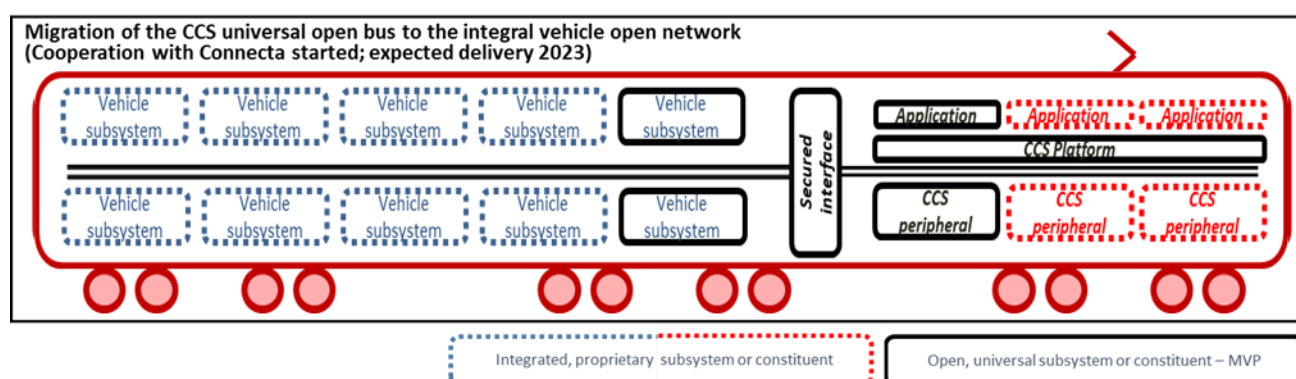 Migration of the CCS universal open bus to the integral vehicle open network
(Cooperation with Connecta started; expected delivery 2023)
Vehicle subsystem
Vehicle subsystem
Vehicle subsystem
Vehicle subsystem
Vehicle subsystem
Secured interface
Application
Application
Application
CCS Platform
Vehicle subsystem
Vehicle subsystem
Vehicle subsystem
Vehicle subsystem
Vehicle subsystem
CCS peripheral
CCS peripheral
CCS peripheral
Integrated, proprietary subsystem or constituent
Open, universal subsystem or constituent – MVP